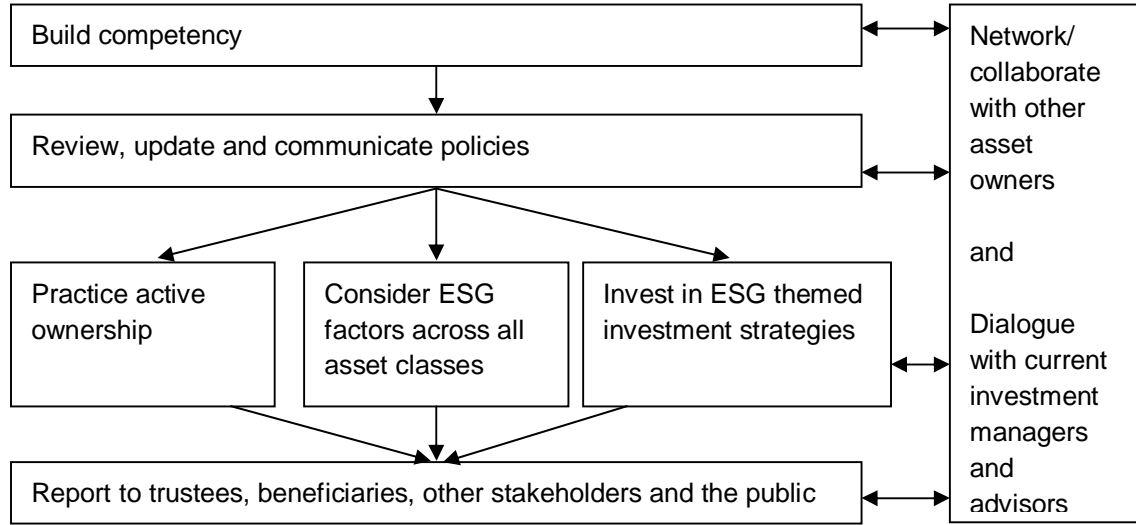 Build competency
Review, update and communicate policies
Practice active
ownership
Consider ESG
factors across all
asset classes
Invest in ESG themed
investment strategies
Report to trustees, beneficiaries, other stakeholders and the public
Network/
collaborate
with other
asset
owners
and
Dialogue
with current
investment
managers
and
advisors